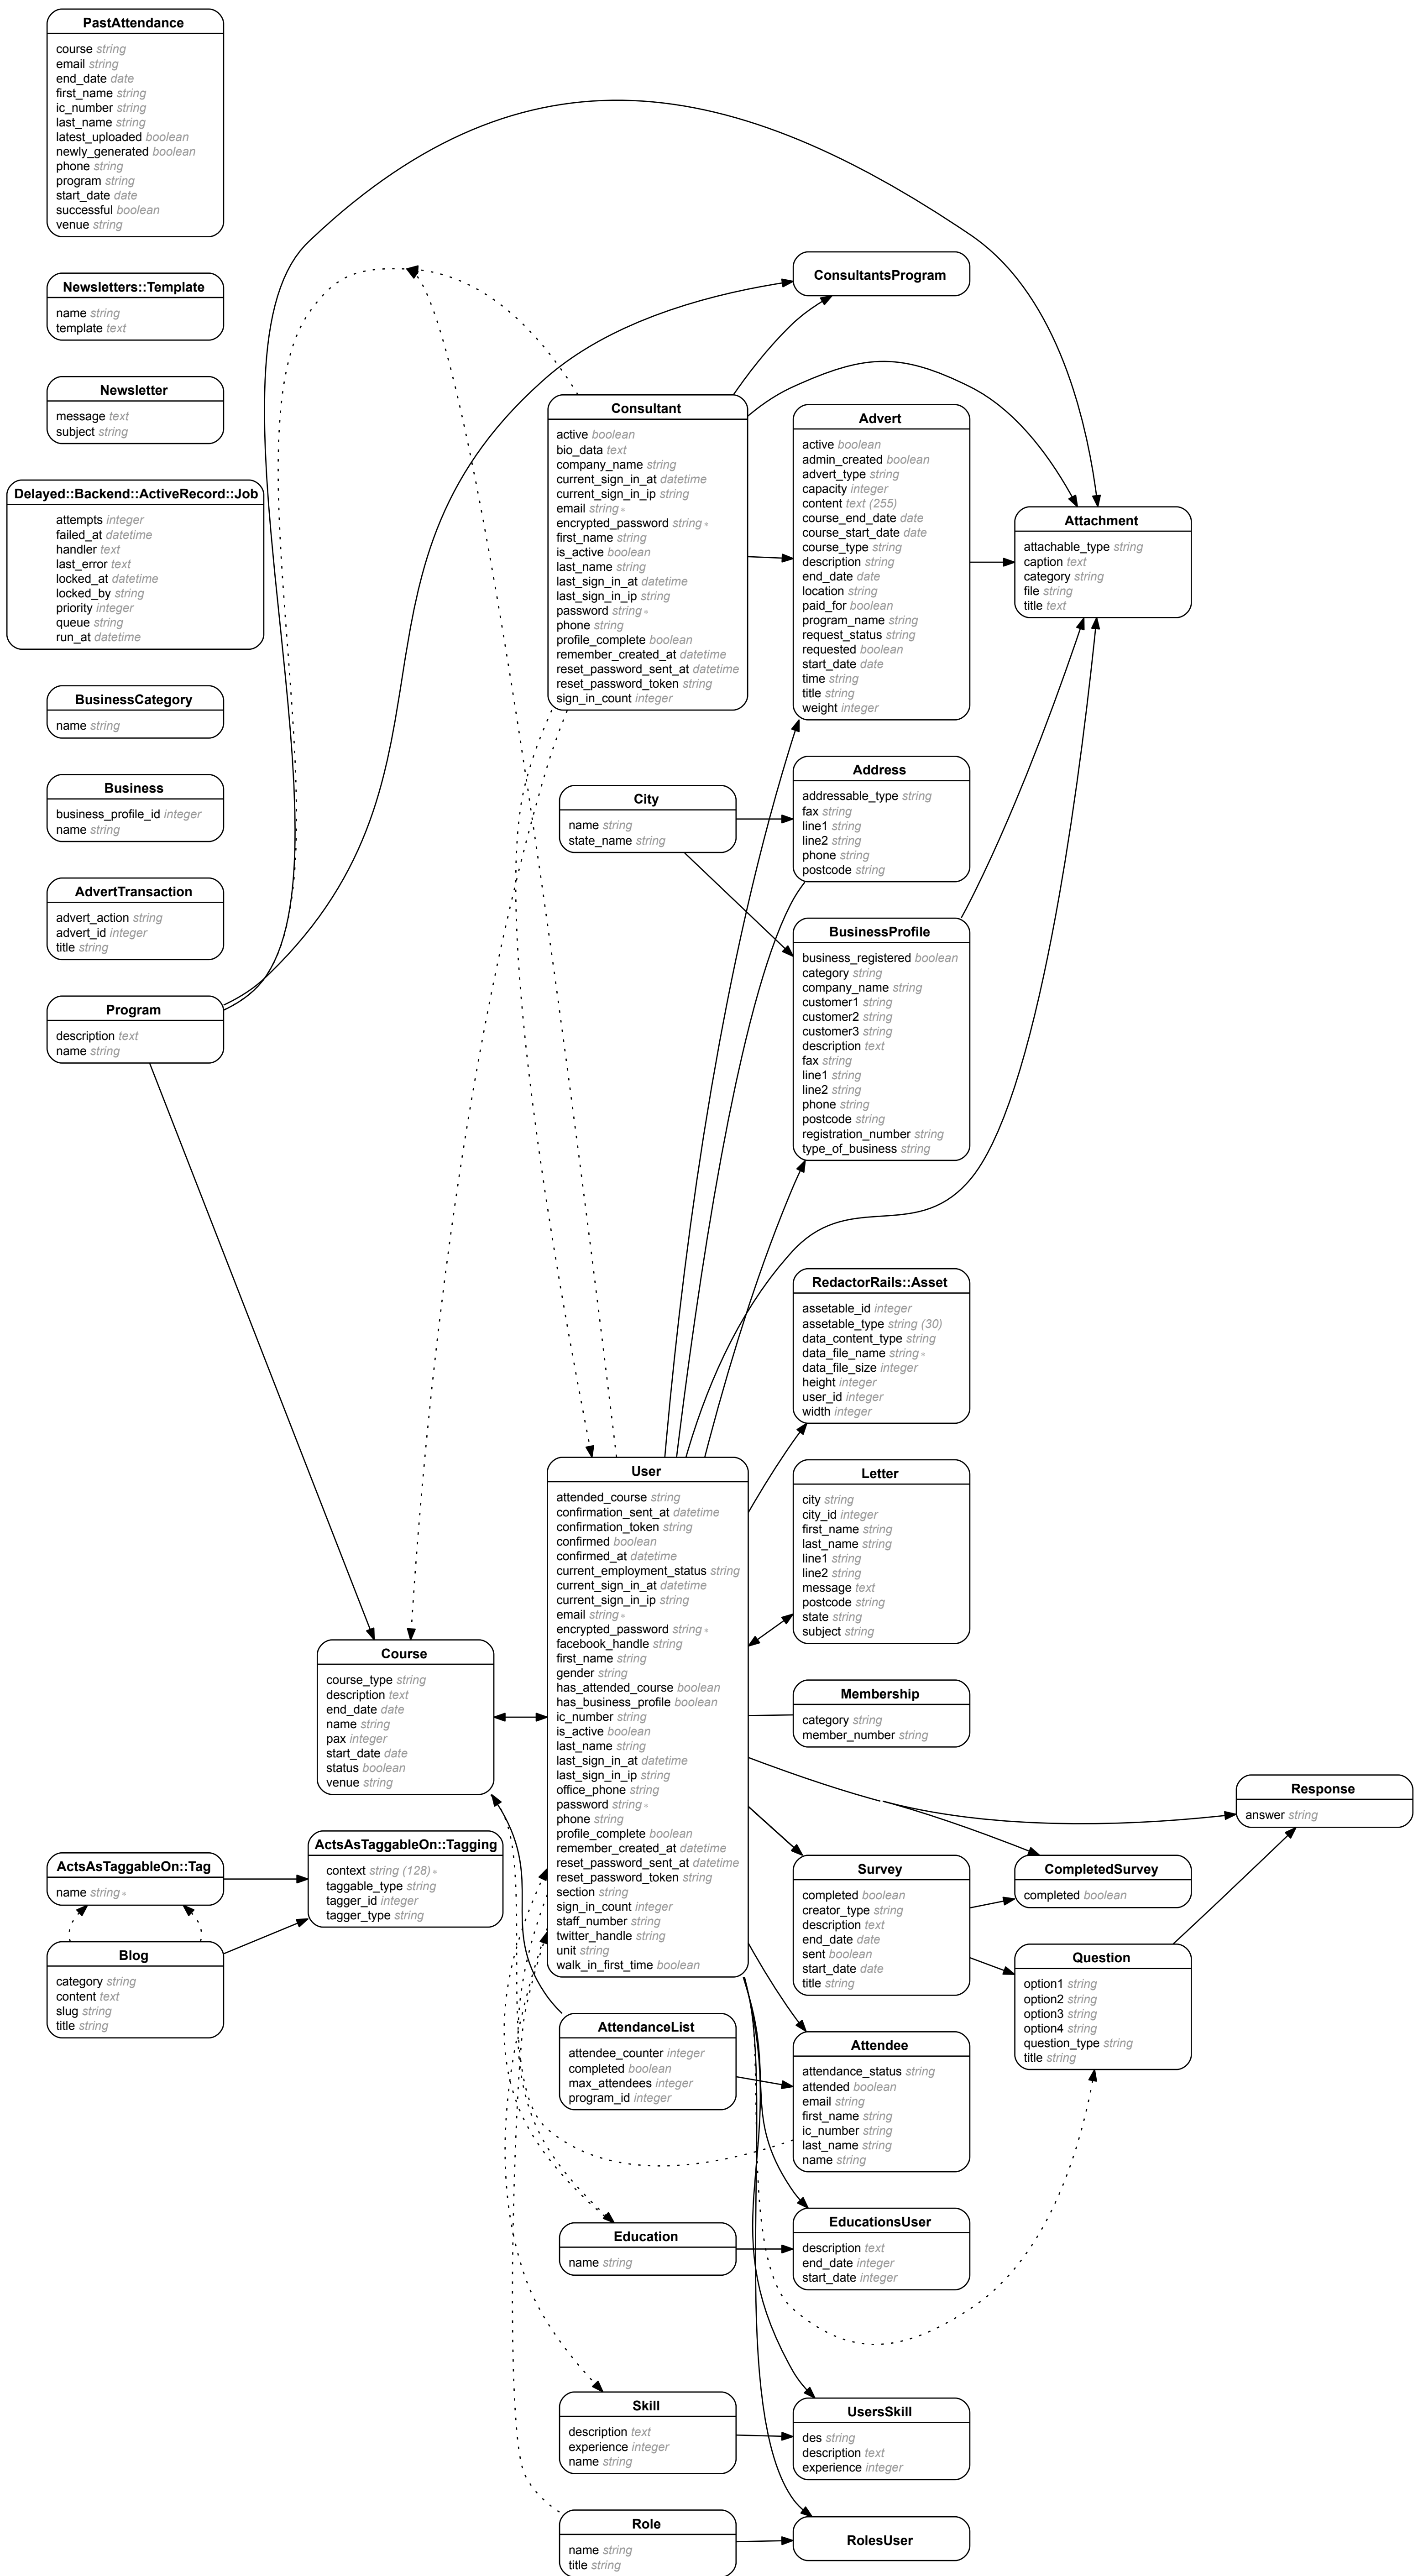 PastAttendance
course string
email string
end_date date
first_name string
ic_number string
last_name string
latest_uploaded boolean
newly_generated boolean
phone string
program string
start_date date
successful boolean
venue string
Newsletters::Template
name string
template text
Newsletter
message text
subject string
Delayed::Backend::ActiveRecord::Job
attempts integer
failed_at datetime
handler text
last_error text
locked_at datetime
locked_by string
priority integer
queue string
run_at datetime
BusinessCategory
name string
Business
business_profile_id integer
name string
AdvertTransaction
advert_action string
advert_id integer
title string
Program
description text
name string
ConsultantsProgram
Consultant
active boolean
bio_data text
company_name string
current_sign_in_at datetime
current_sign_in_ip string
email string *
encrypted_password string *
first_name string
is_active boolean
last_name string
last_sign_in_at datetime
last_sign_in_ip string
password string *
phone string
profile_complete boolean
remember_created_at datetime
reset_password_sent_at datetime
reset_password_token string
sign_in_count integer
Advert
active boolean
admin_created boolean
advert_type string
capacity integer
content text (255)
course_end_date date
course_start_date date
course_type string
description string
end_date date
location string
paid_for boolean
program_name string
request_status string
requested boolean
start_date date
time string
title string
weight integer
Attachment
attachable_type string
caption text
category string
file string
title text
City
name string
state_name string
Address
addressable_type string
fax string
line1 string
line2 string
phone string
postcode string
BusinessProfile
business_registered boolean
category string
company_name string
customer1 string
customer2 string
customer3 string
description text
fax string
line1 string
line2 string
phone string
postcode string
registration_number string
type_of_business string
RedactorRails::Asset
assetable_id integer
assetable_type string (30)
data_content_type string
data_file_name string *
data_file_size integer
height integer
user_id integer
width integer
User
attended_course string
confirmation_sent_at datetime
confirmation_token string
confirmed boolean
confirmed_at datetime
current_employment_status string
current_sign_in_at datetime
current_sign_in_ip string
email string *
encrypted_password string *
facebook_handle string
first_name string
gender string
has_attended_course boolean
has_business_profile boolean
ic_number string
is_active boolean
last_name string
last_sign_in_at datetime
last_sign_in_ip string
office_phone string
password string *
phone string
profile_complete boolean
remember_created_at datetime
reset_password_sent_at datetime
reset_password_token string
section string
sign_in_count integer
staff_number string
twitter_handle string
unit string
walk_in_first_time boolean
Letter
city string
city_id integer
first_name string
last_name string
line1 string
line2 string
message text
postcode string
state string
subject string
Course
course_type string
description text
end_date date
name string
pax integer
start_date date
status boolean
venue string
Membership
category string
member_number string
Response
answer string
ActsAsTaggableOn::Tag
name string *
ActsAsTaggableOn::Tagging
context string (128) *
taggable_type string
tagger_id integer
tagger_type string
Blog
category string
content text
slug string
title string
Survey
completed boolean
creator_type string
description text
end_date date
sent boolean
start_date date
title string
CompletedSurvey
completed boolean
Question
option1 string
option2 string
option3 string
option4 string
question_type string
title string
AttendanceList
attendee_counter integer
completed boolean
max_attendees integer
program_id integer
Attendee
attendance_status string
attended boolean
email string
first_name string
ic_number string
last_name string
name string
Education
name string
EducationsUser
description text
end_date integer
start_date integer
Skill
description text
experience integer
name string
UsersSkill
des string
description text
experience integer
Role
name string
title string
RolesUser